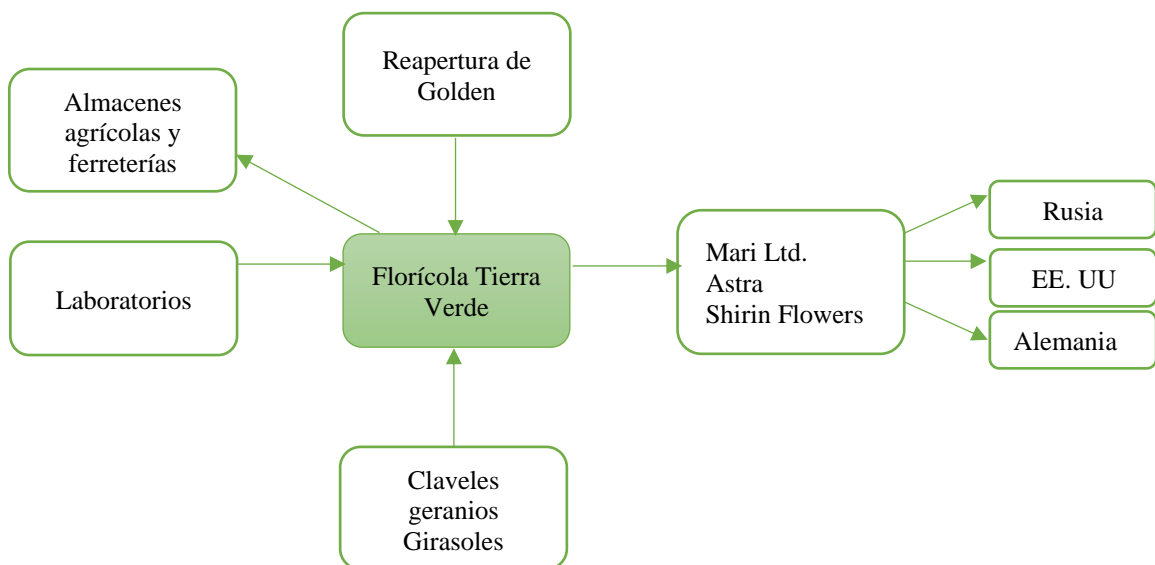 Reapertura de
Golden
Almacenes
agrícolas y
ferreterías
Laboratorios
Florícola Tierra
Verde
Mari Ltd.
Astra
Shirin Flowers
Rusia
EE. UU
Alemania
Claveles
geranios
Girasoles